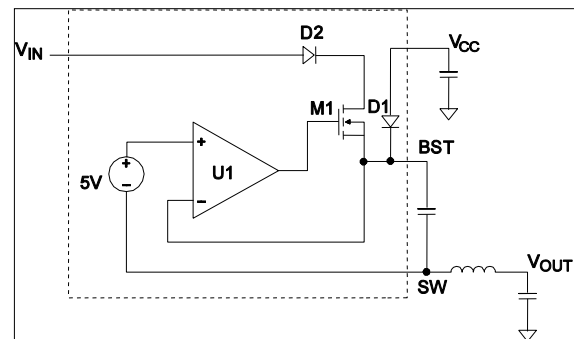 D2
VIN
VCC
M1
D1
BST
+
+
5V
U1
−
−
VOUT
SW